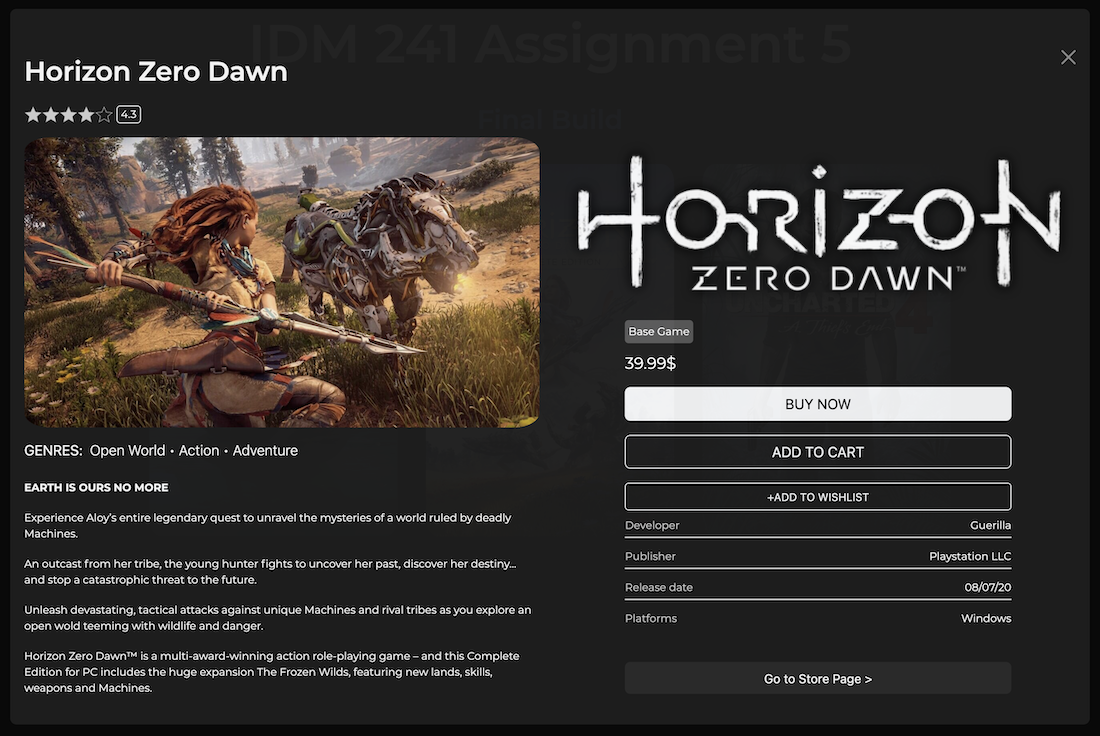 IDM 241 Assignment 5
Horizon Zero Dawn
4.3
Final Build
HORIZON
ZERO DAWN™
UNCHARTED
Base Game
39.99$
BUY NOW
ADD TO CART
+ADD TO WISHLIST
Developer Guerilla
Publisher Playstation LLC
Release date 08/07/20
Platforms Windows
Go to Store Page >
GENRES: Open World • Action • Adventure
EARTH IS OURS NO MORE
Experience Aloy’s entire legendary quest to unravel the mysteries of a world ruled by deadly
Machines.
An outcast from her tribe, the young hunter fights to uncover her past, discover her destiny…
and stop a catastrophic threat to the future.
Unleash devastating, tactical attacks against unique Machines and rival tribes as you explore an
open wold teeming with wildlife and danger.
Horizon Zero Dawn™ is a multi-award-winning action role-playing game – and this Complete
Edition for PC includes the huge expansion The Frozen Wilds, featuring new lands, skills,
weapons and Machines.